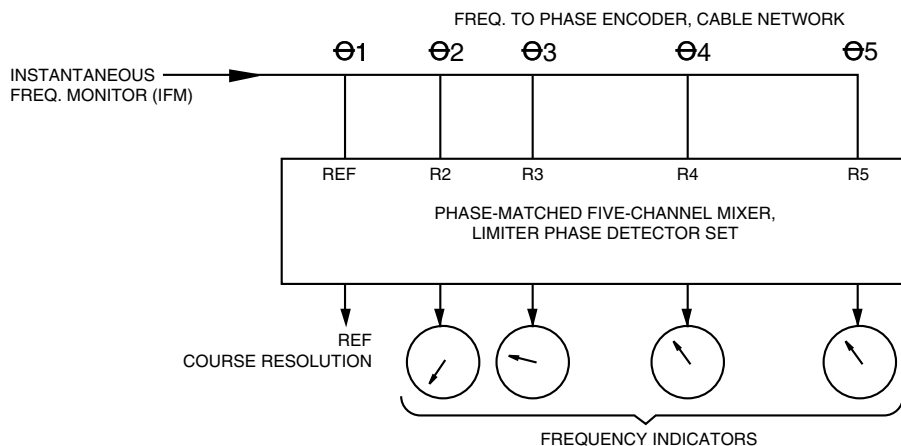 FREQ. TO PHASE ENCODER, CABLE NETWORK
Θ1 Θ2 Θ3 Θ4 Θ5
INSTANTANEOUS
FREQ. MONITOR (IFM)
REF R2 R3 R4 R5
PHASE-MATCHED FIVE-CHANNEL MIXER,
LIMITER PHASE DETECTOR SET
REF
COURSE RESOLUTION
FREQUENCY INDICATORS